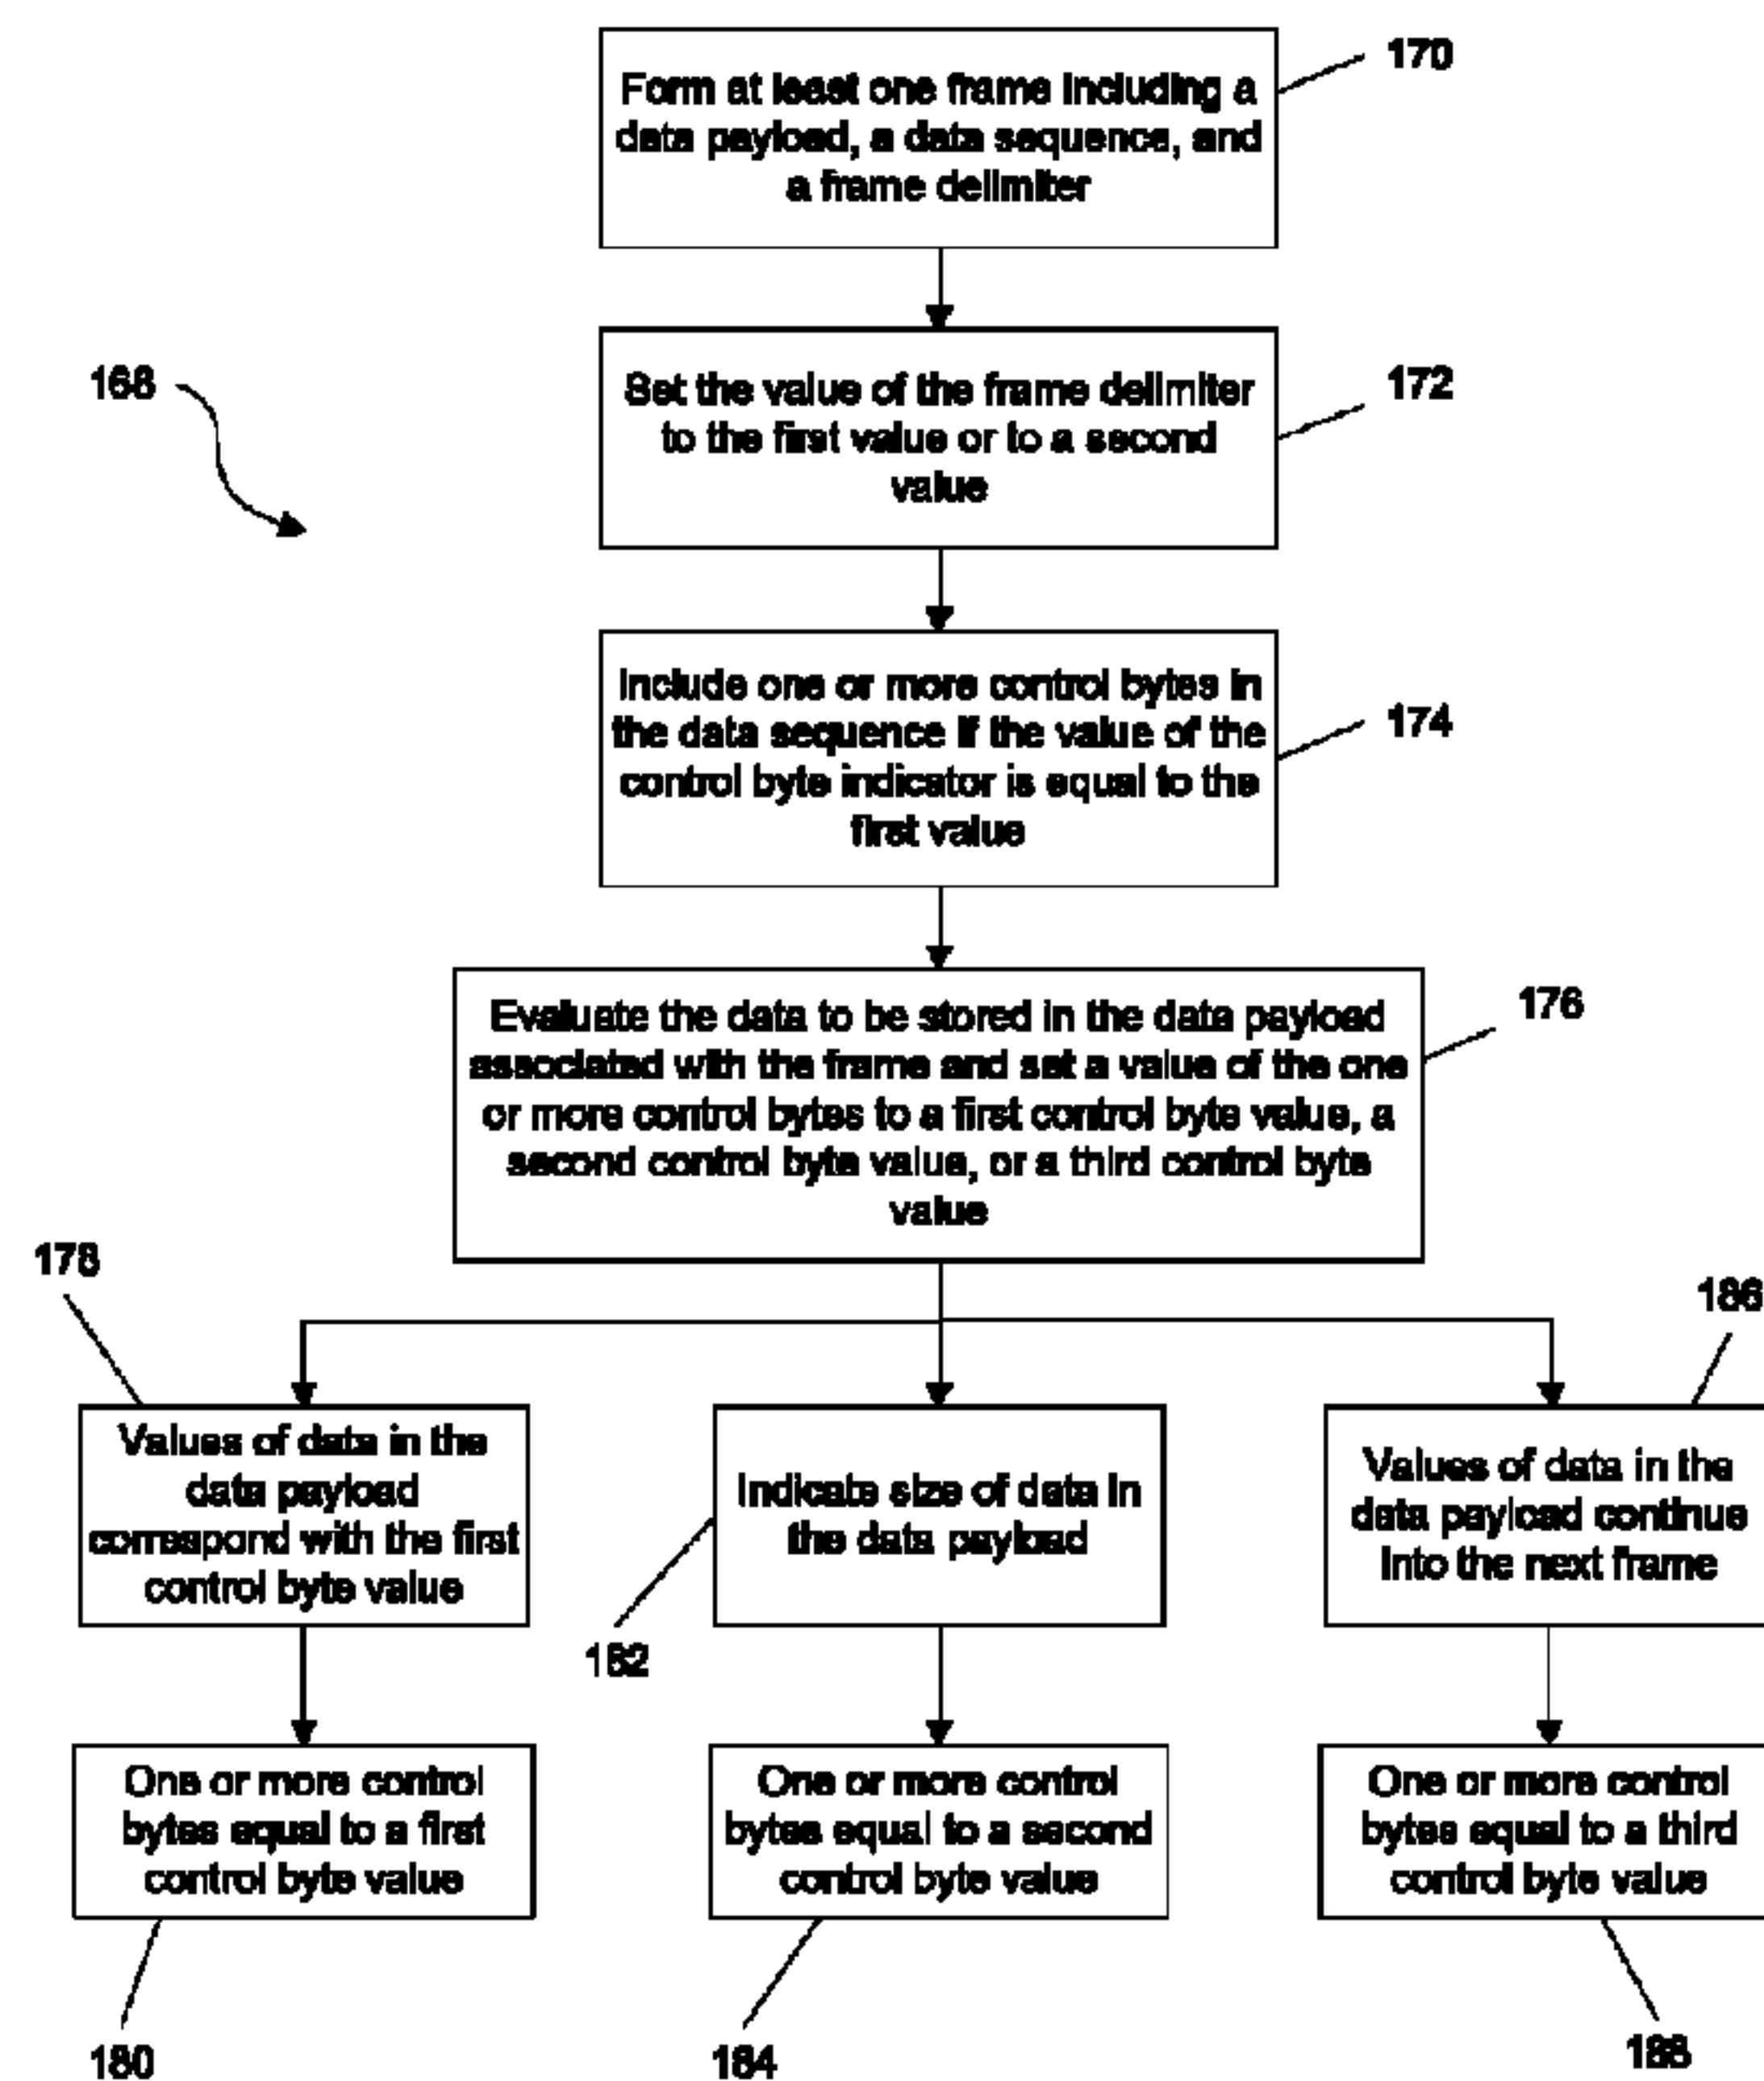 Form at least one frame including a
data payload, a data sequence, and
a frame delimiter
170
Set the value of the frame delimiter
to the first value or to a second
value
172
168
Include one or more control bytes in
the data sequence if the value of the
control byte indicator is equal to the
first value
174
Evaluate the data to be stored in the data payload
associated with the frame and set a value of the one
or more control bytes to a first control byte value, a
second control byte value, or a third control byte
value
176
178
Values of data in the
data payload
correspond with the first
control byte value
Indicate size of data in
the data payload
182
186
Values of data in the
data payload continue
into the next frame
One or more control
bytes equal to a first
control byte value
180
One or more control
bytes equal to a second
control byte value
184
One or more control
bytes equal to a third
control byte value
188